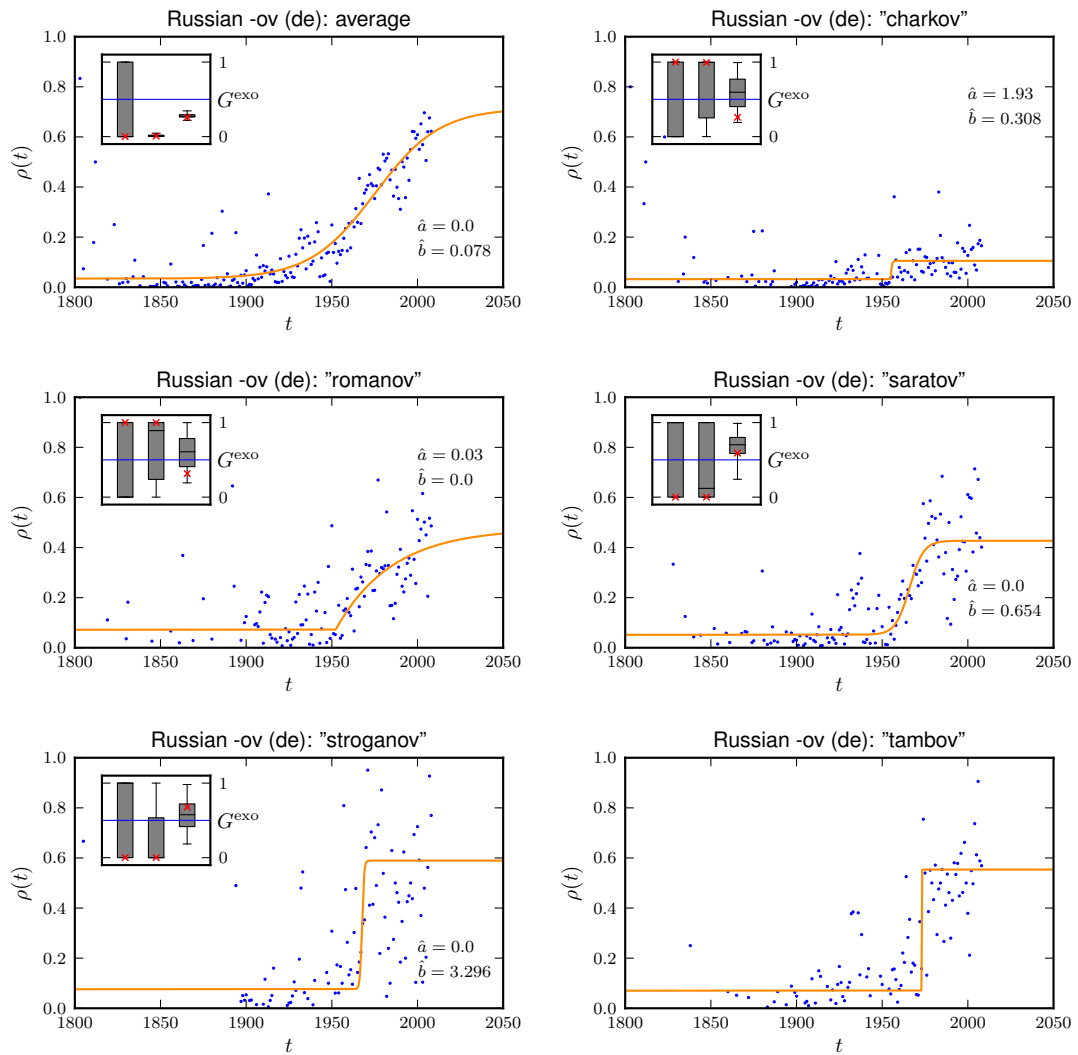 Russian -ov (de): average
1.0
0.8
0.6
0.4
0.2
0.0
ρ(t)
1
G^exo
0
â = 0.0
b̂ = 0.078
1800 1850 1900 1950 2000 2050
t
Russian -ov (de): ”charkov”
1.0
0.8
0.6
0.4
0.2
0.0
ρ(t)
1
G^exo
0
â = 1.93
b̂ = 0.308
1800 1850 1900 1950 2000 2050
t
Russian -ov (de): ”romanov”
1.0
0.8
0.6
0.4
0.2
0.0
ρ(t)
1
G^exo
0
â = 0.03
b̂ = 0.0
1800 1850 1900 1950 2000 2050
t
Russian -ov (de): ”saratov”
1.0
0.8
0.6
0.4
0.2
0.0
ρ(t)
1
G^exo
0
â = 0.0
b̂ = 0.654
1800 1850 1900 1950 2000 2050
t
Russian -ov (de): ”stroganov”
1.0
0.8
0.6
0.4
0.2
0.0
ρ(t)
1
G^exo
0
â = 0.0
b̂ = 3.296
1800 1850 1900 1950 2000 2050
t
Russian -ov (de): ”tambov”
1.0
0.8
0.6
0.4
0.2
0.0
ρ(t)
1800 1850 1900 1950 2000 2050
t